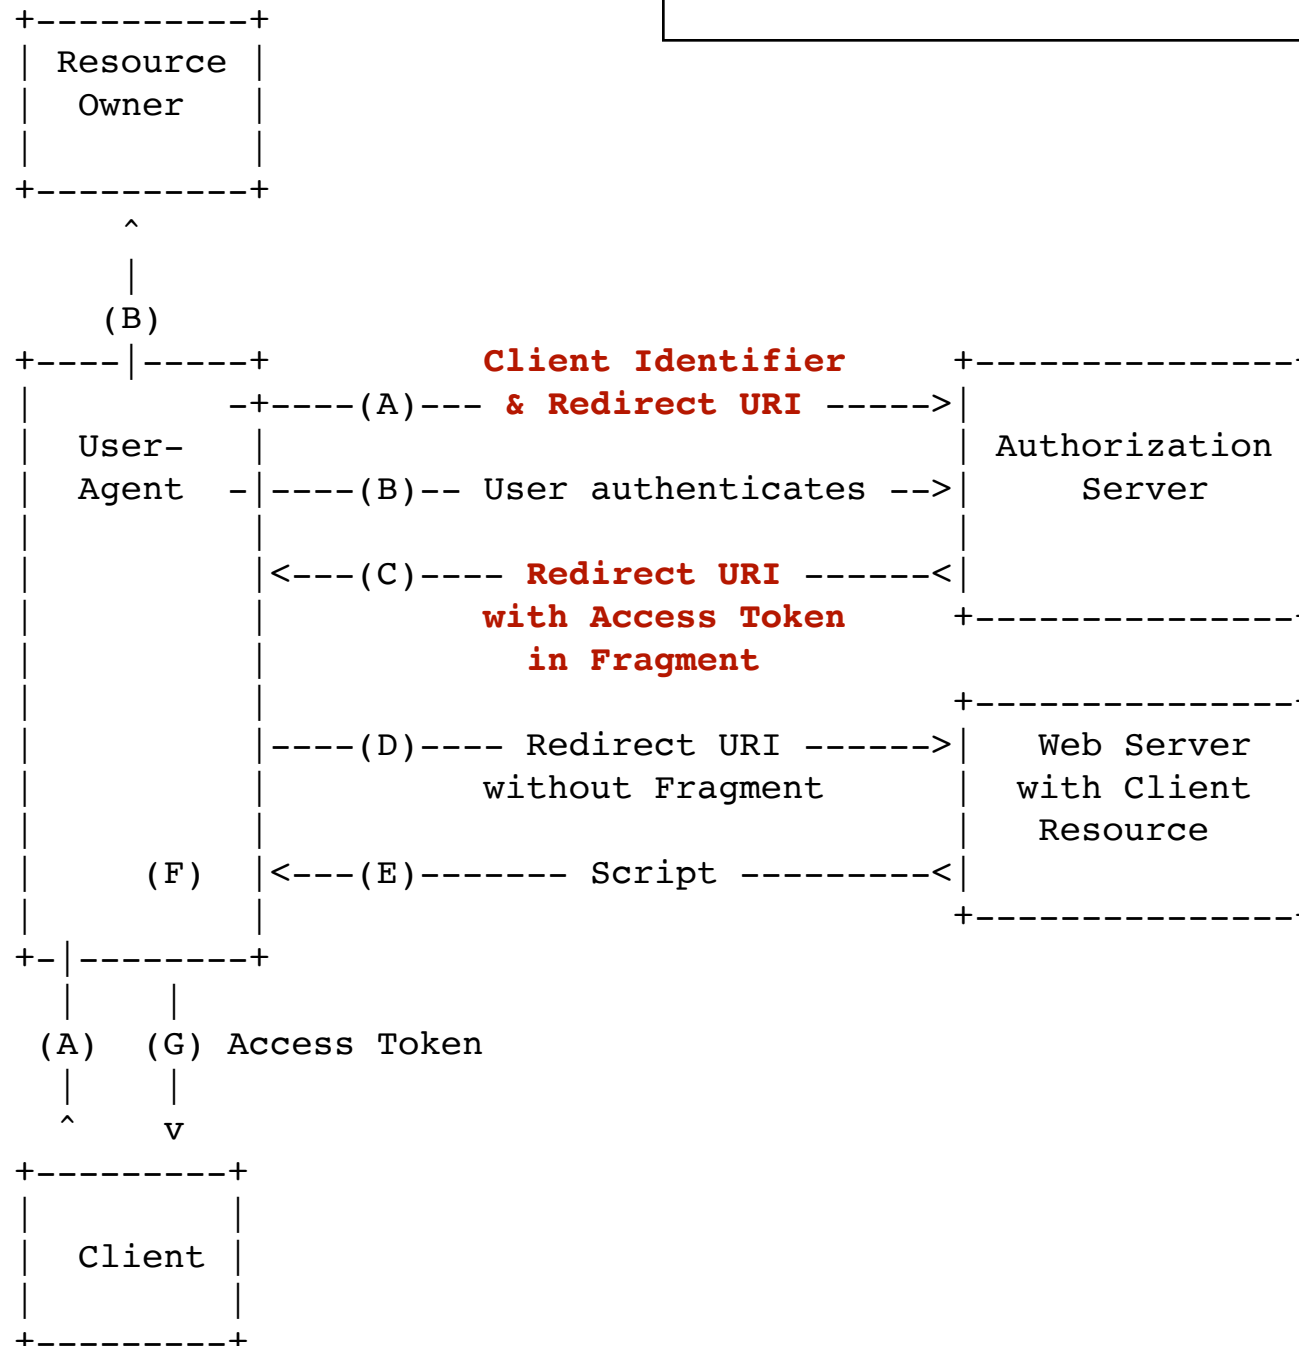 +----------+
| Resource |
|  Owner   |
|          |
+----------+
     ^
     |
    (B)
+----|-----+          Client Identifier     +---------------+
|         -+----(A)--- & Redirect URI ----->|               |
|  User-   |                                | Authorization |
|  Agent  -|----(B)-- User authenticates -->|     Server    |
|          |                                |               |
|          |<---(C)---- Redirect URI ------<|               |
|          |          with Access Token     +---------------+
|          |            in Fragment
|          |                                +---------------+
|          |----(D)---- Redirect URI ------>|   Web Server  |
|          |          without Fragment      |  with Client  |
|          |                                |   Resource    |
|     (F)  |<---(E)------- Script ---------<|               |
|          |                                +---------------+
+-|--------+
  |    |
 (A)  (G) Access Token
  |    |
  ^    v
+---------+
|         |
|  Client |
|         |
+---------+